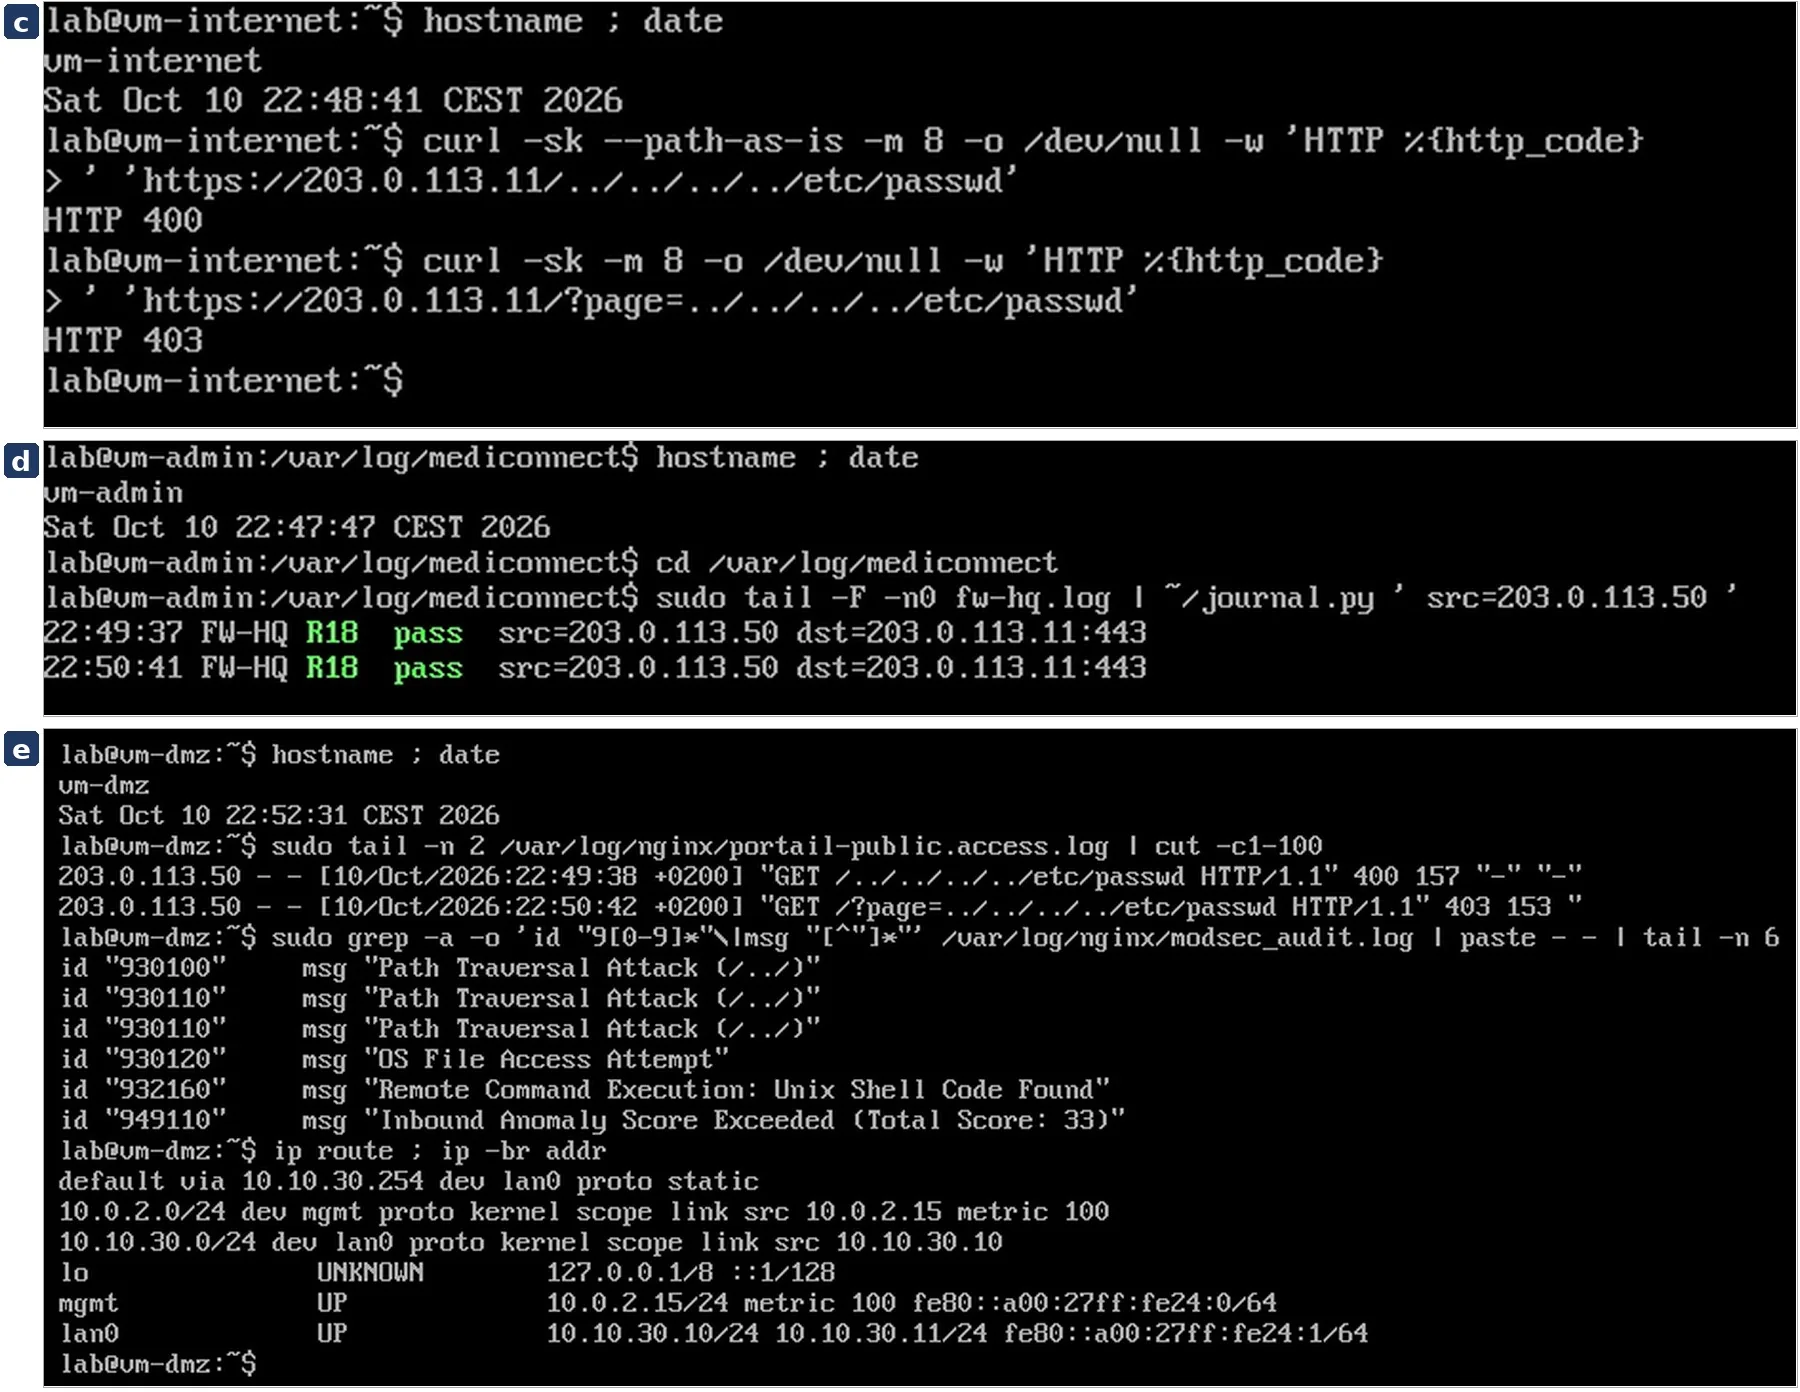 c
lab@vm-internet:~$ hostname ; date
vm-internet
Sat Oct 10 22:48:41 CEST 2026
lab@vm-internet:~$ curl -sk --path-as-is -m 8 -o /dev/null -w 'HTTP %{http_code}
> ' 'https://203.0.113.11/../../../../etc/passwd'
HTTP 400
lab@vm-internet:~$ curl -sk -m 8 -o /dev/null -w 'HTTP %{http_code}
> ' 'https://203.0.113.11/?page=../../../../etc/passwd'
HTTP 403
lab@vm-internet:~$
d
lab@vm-admin:/var/log/mediconnect$ hostname ; date
vm-admin
Sat Oct 10 22:47:47 CEST 2026
lab@vm-admin:/var/log/mediconnect$ cd /var/log/mediconnect
lab@vm-admin:/var/log/mediconnect$ sudo tail -F -n0 fw-hq.log | ~/journal.py ' src=203.0.113.50 '
22:49:37 FW-HQ R18  pass  src=203.0.113.50 dst=203.0.113.11:443
22:50:41 FW-HQ R18  pass  src=203.0.113.50 dst=203.0.113.11:443
e
lab@vm-dmz:~$ hostname ; date
vm-dmz
Sat Oct 10 22:52:31 CEST 2026
lab@vm-dmz:~$ sudo tail -n 2 /var/log/nginx/portail-public.access.log | cut -c1-100
203.0.113.50 - - [10/Oct/2026:22:49:38 +0200] "GET /../../../../etc/passwd HTTP/1.1" 400 157 "-" "-"
203.0.113.50 - - [10/Oct/2026:22:50:42 +0200] "GET /?page=../../../../etc/passwd HTTP/1.1" 403 153 "
lab@vm-dmz:~$ sudo grep -a -o 'id "9[0-9]*"\|msg "[^"]*"' /var/log/nginx/modsec_audit.log | paste - - | tail -n 6
id "930100"     msg "Path Traversal Attack (/../)"
id "930110"     msg "Path Traversal Attack (/../)"
id "930110"     msg "Path Traversal Attack (/../)"
id "930120"     msg "OS File Access Attempt"
id "932160"     msg "Remote Command Execution: Unix Shell Code Found"
id "949110"     msg "Inbound Anomaly Score Exceeded (Total Score: 33)"
lab@vm-dmz:~$ ip route ; ip -br addr
default via 10.10.30.254 dev lan0 proto static
10.0.2.0/24 dev mgmt proto kernel scope link src 10.0.2.15 metric 100
10.10.30.0/24 dev lan0 proto kernel scope link src 10.10.30.10
lo               UNKNOWN        127.0.0.1/8 ::1/128
mgmt             UP             10.0.2.15/24 metric 100 fe80::a00:27ff:fe24:0/64
lan0             UP             10.10.30.10/24 10.10.30.11/24 fe80::a00:27ff:fe24:1/64
lab@vm-dmz:~$